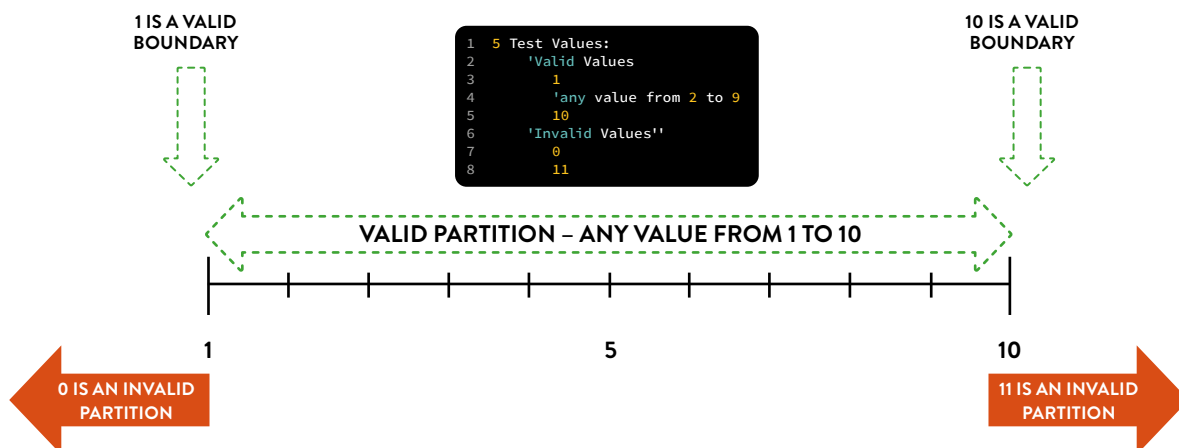 1 IS A VALID
BOUNDARY
10 IS A VALID
BOUNDARY
1 5 Test Values:
2 'Valid Values
3 1
4 'any value from 2 to 9
5 10
6 'Invalid Values''
7 0
8 11
VALID PARTITION – ANY VALUE FROM 1 TO 10
1 5 10
0 IS AN INVALID
PARTITION
11 IS AN INVALID
PARTITION